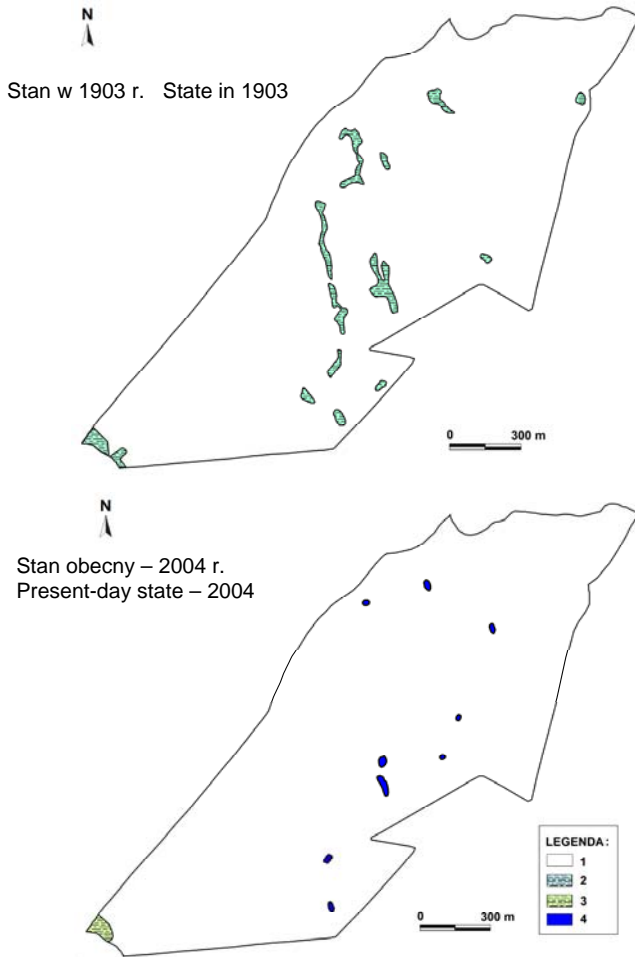 N
Stan w 1903 r. State in 1903
0 300 m
N
Stan obecny – 2004 r.
Present-day state – 2004
LEGENDA:
1
2
3
4
0 300 m